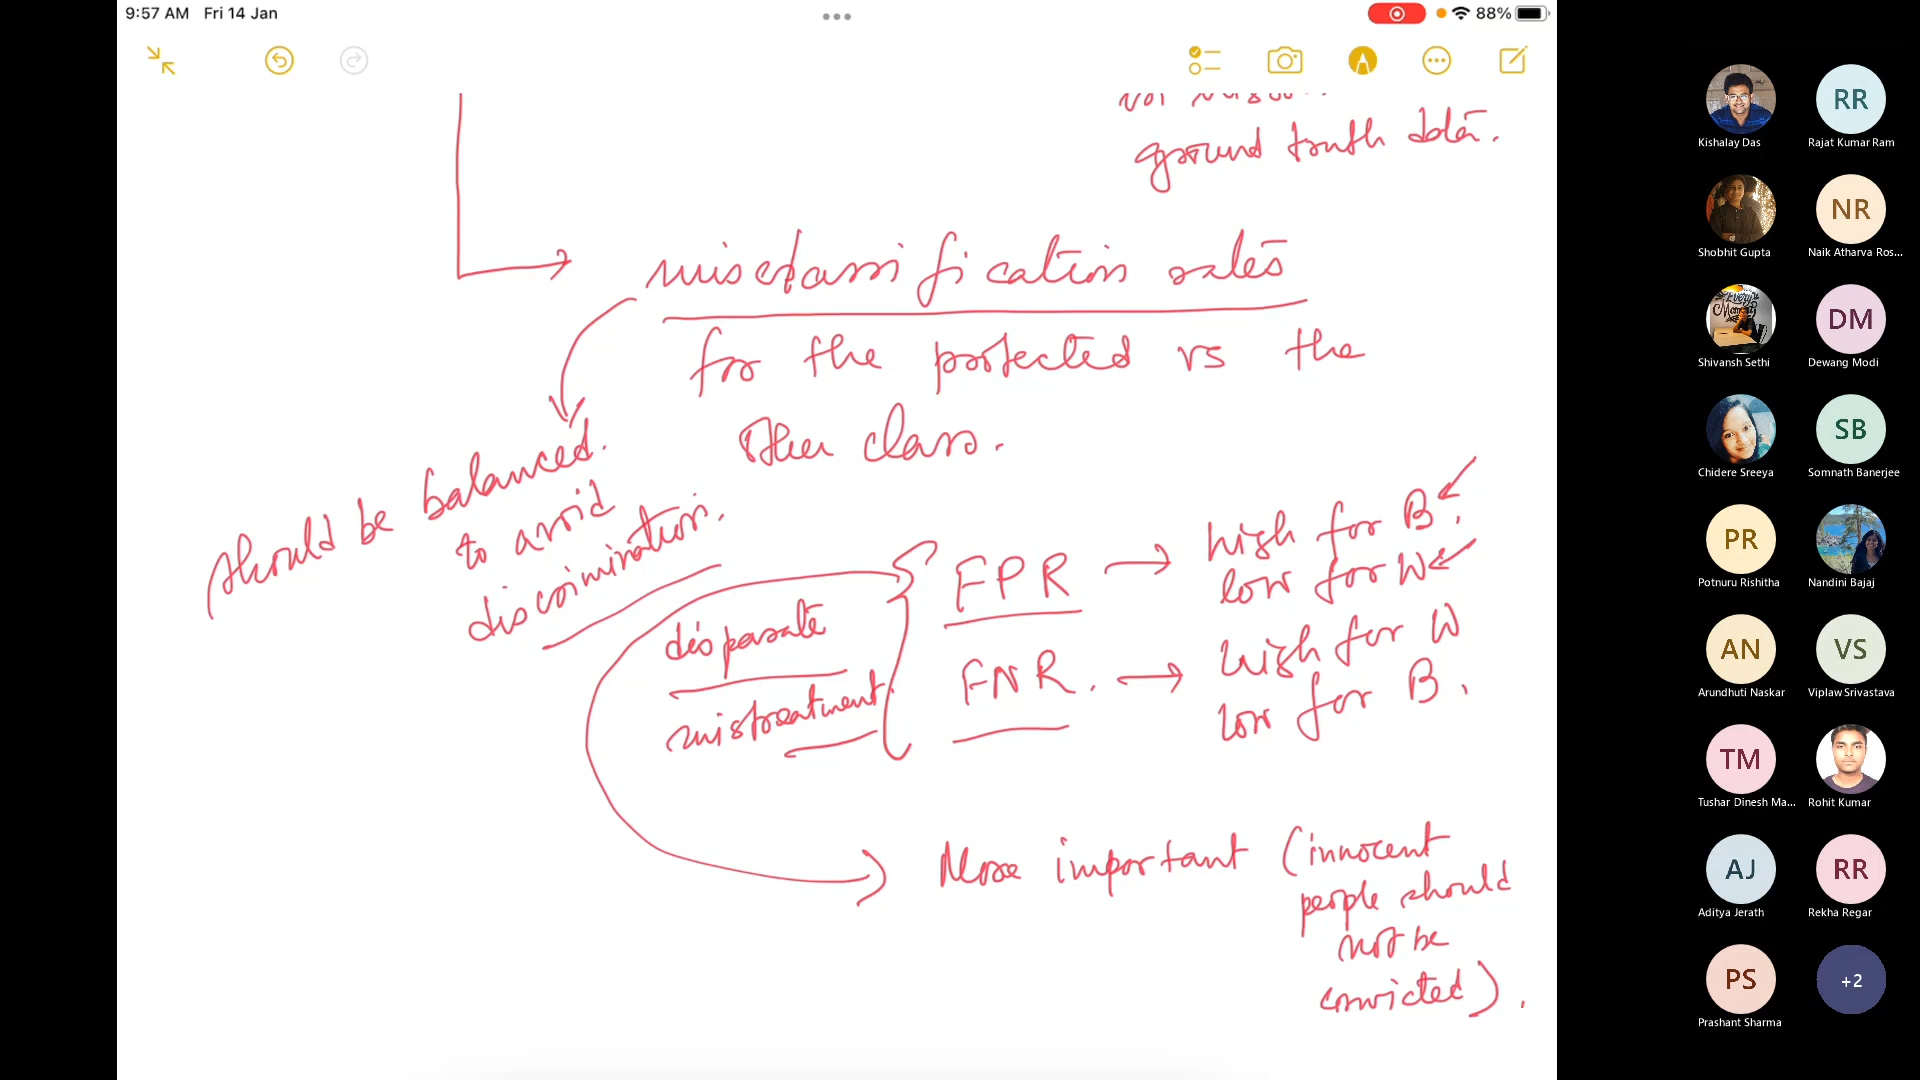 9:57 AM Fri 14 Jan
88%
ground truth data.
misclassification rates
for the protected vs the
other class.
should be balanced.
to avoid
discrimination.
disparate
mistreatment.
FPR → high for B.
low for W
FNR. → high for W
low for B.
More important (innocent
people should
not be
convicted).
Kishalay Das
RR
Rajat Kumar Ram
Shobhit Gupta
NR
Naik Atharva Ros...
Shivansh Sethi
DM
Dewang Modi
Chidere Sreeya
SB
Somnath Banerjee
PR
Potnuru Rishitha
Nandini Bajaj
AN
Arundhuti Naskar
VS
Viplaw Srivastava
TM
Tushar Dinesh Ma...
Rohit Kumar
AJ
Aditya Jerath
RR
Rekha Regar
PS
Prashant Sharma
+2